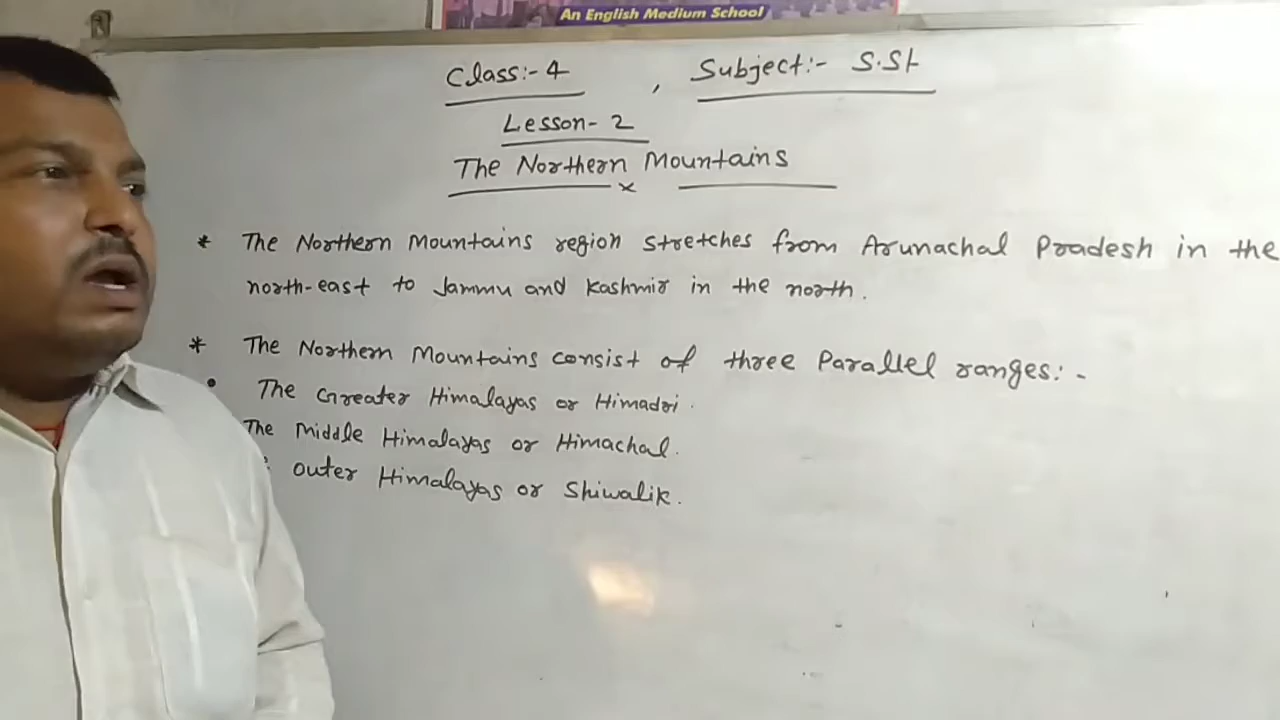 An English Medium School
Class:- 4 , Subject:- S.St
Lesson- 2
The Northern Mountains
x
* The Northern Mountains region stretches from Arunachal Pradesh in the
north-east to Jammu and Kashmir in the north.
* The Northern Mountains consist of three Parallel ranges:-
• The Greater Himalayas or Himadri.
The Middle Himalayas or Himachal.
outer Himalayas or Shiwalik.